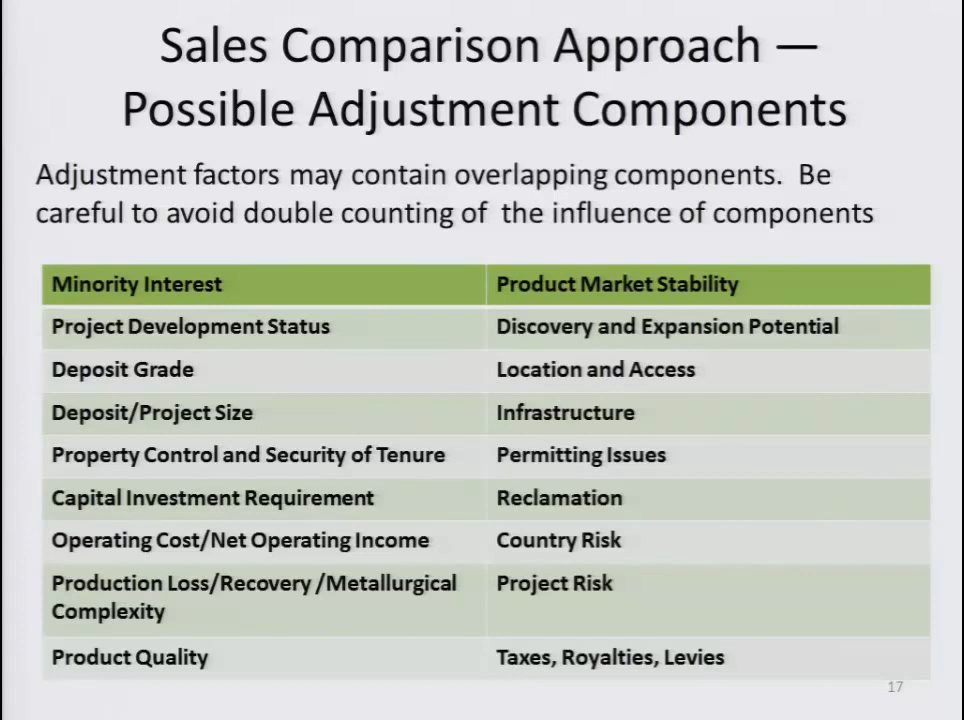 Sales Comparison Approach —
Possible Adjustment Components
Adjustment factors may contain overlapping components.  Be
careful to avoid double counting of  the influence of components
Minority Interest
Product Market Stability
Project Development Status
Discovery and Expansion Potential
Deposit Grade
Location and Access
Deposit/Project Size
Infrastructure
Property Control and Security of Tenure
Permitting Issues
Capital Investment Requirement
Reclamation
Operating Cost/Net Operating Income
Country Risk
Production Loss/Recovery /Metallurgical
Complexity
Project Risk
Product Quality
Taxes, Royalties, Levies
17